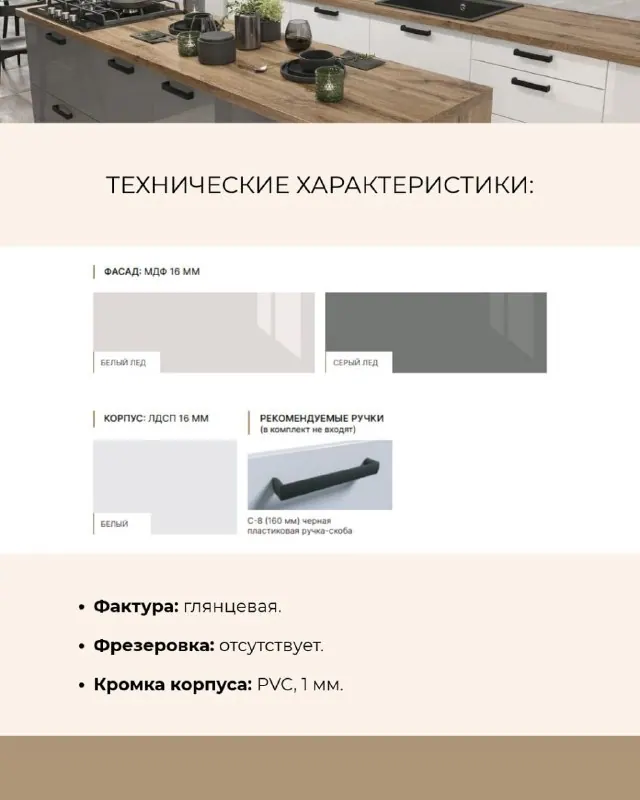 ТЕХНИЧЕСКИЕ ХАРАКТЕРИСТИКИ:
ФАСАД: МДФ 16 ММ
БЕЛЫЙ ЛЕД
СЕРЫЙ ЛЕД
КОРПУС: ЛДСП 16 ММ
БЕЛЫЙ
РЕКОМЕНДУЕМЫЕ РУЧКИ
(в комплект не входят)
С-8 (160 мм) черная
пластиковая ручка-скоба
• Фактура: глянцевая.
• Фрезеровка: отсутствует.
• Кромка корпуса: PVC, 1 мм.